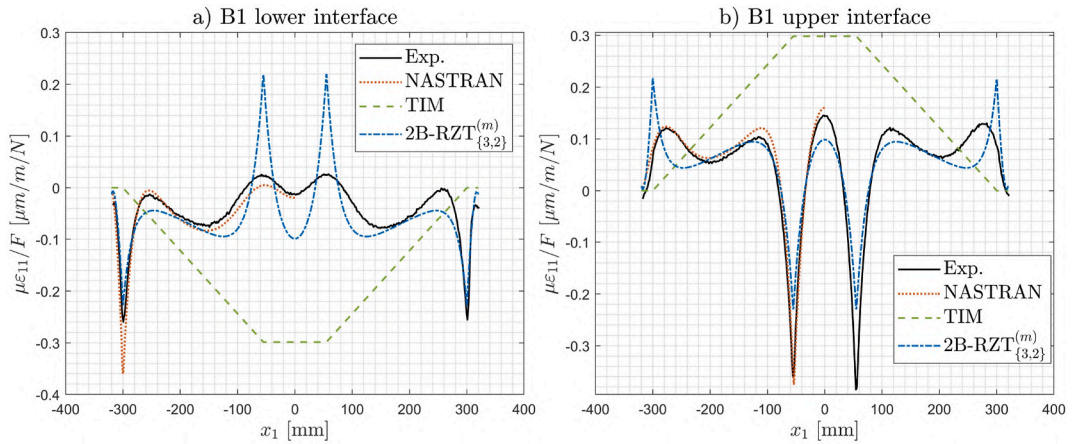 a) B1 lower interface
0.3
0.2
0.1
0
-0.1
-0.2
-0.3
-0.4
με₁₁/F [μm/m/N]
-400 -300 -200 -100 0 100 200 300 400
x₁ [mm]
Exp.
NASTRAN
TIM
2B-RZT^{(m)}_{{3,2}}
b) B1 upper interface
0.3
0.2
0.1
0
-0.1
-0.2
-0.3
με₁₁/F [μm/m/N]
-400 -300 -200 -100 0 100 200 300 400
x₁ [mm]
Exp.
NASTRAN
TIM
2B-RZT^{(m)}_{{3,2}}